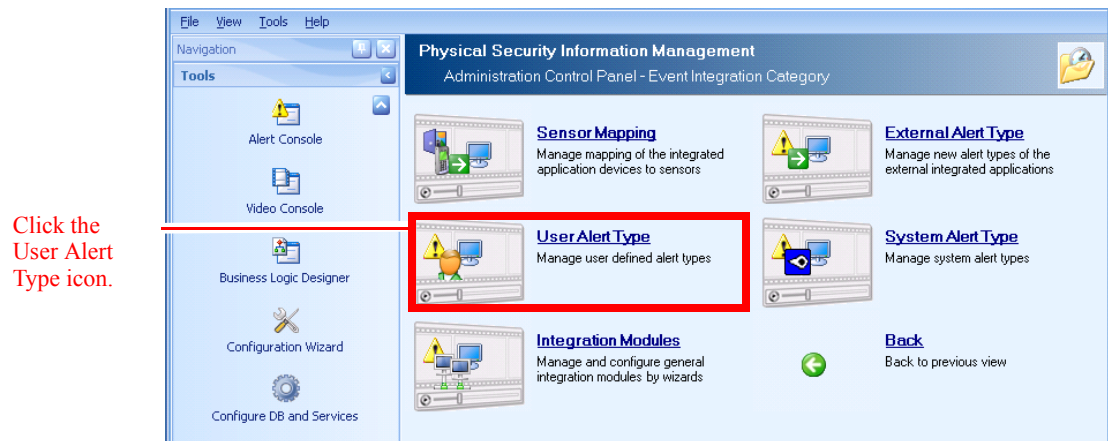 File View Tools Help
Navigation
Tools
Alert Console
Video Console
Business Logic Designer
Configuration Wizard
Configure DB and Services
Click the
User Alert
Type icon.
Physical Security Information Management
Administration Control Panel - Event Integration Category
Sensor Mapping
Manage mapping of the integrated
application devices to sensors
External Alert Type
Manage new alert types of the
external integrated applications
User Alert Type
Manage user defined alert types
System Alert Type
Manage system alert types
Integration Modules
Manage and configure general
integration modules by wizards
Back
Back to previous view